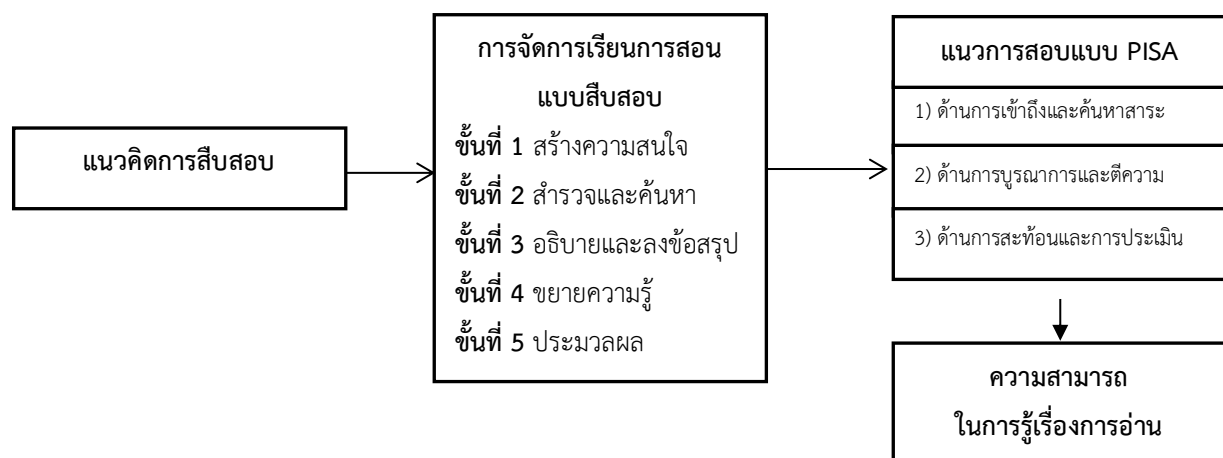 แนวคิดการสืบสอบ
การจัดการเรียนการสอน
แบบสืบสอบ
ขั้นที่ 1 สร้างความสนใจ
ขั้นที่ 2 สำรวจและค้นหา
ขั้นที่ 3 อธิบายและลงข้อสรุป
ขั้นที่ 4 ขยายความรู้
ขั้นที่ 5 ประมวลผล
แนวการสอบแบบ PISA
1) ด้านการเข้าถึงและค้นหาสาระ
2) ด้านการบูรณาการและตีความ
3) ด้านการสะท้อนและการประเมิน
ความสามารถ
ในการรู้เรื่องการอ่าน